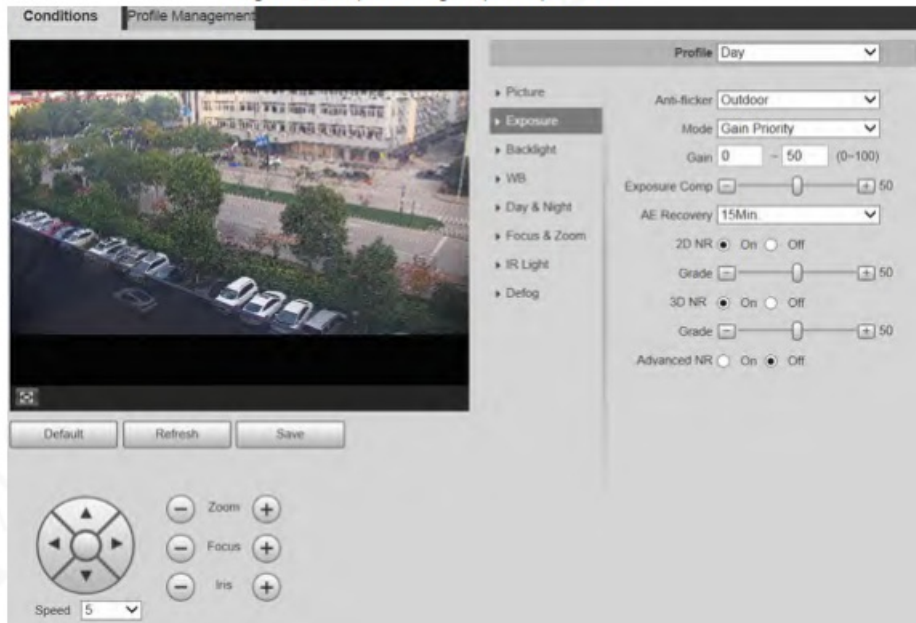 Conditions
Profile Management
Profile Day
Picture
Exposure
Backlight
WB
Day & Night
Focus & Zoom
IR Light
Defog
Anti-flicker Outdoor
Mode Gain Priority
Gain 0 ~ 50 (0~100)
Exposure Comp 50
AE Recovery 15Min.
2D NR On Off
Grade 50
3D NR On Off
Grade 50
Advanced NR On Off
Default
Refresh
Save
Zoom
Focus
Iris
Speed 5